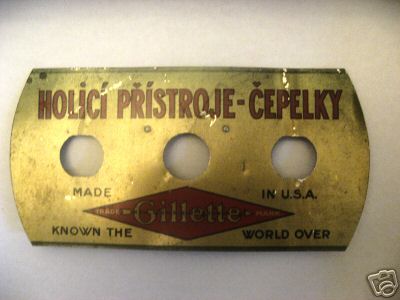 HOLICÍ PŘÍSTROJE-ČEPELKY
MADE IN U.S.A.
TRADE Gillette MARK
KNOWN THE WORLD OVER